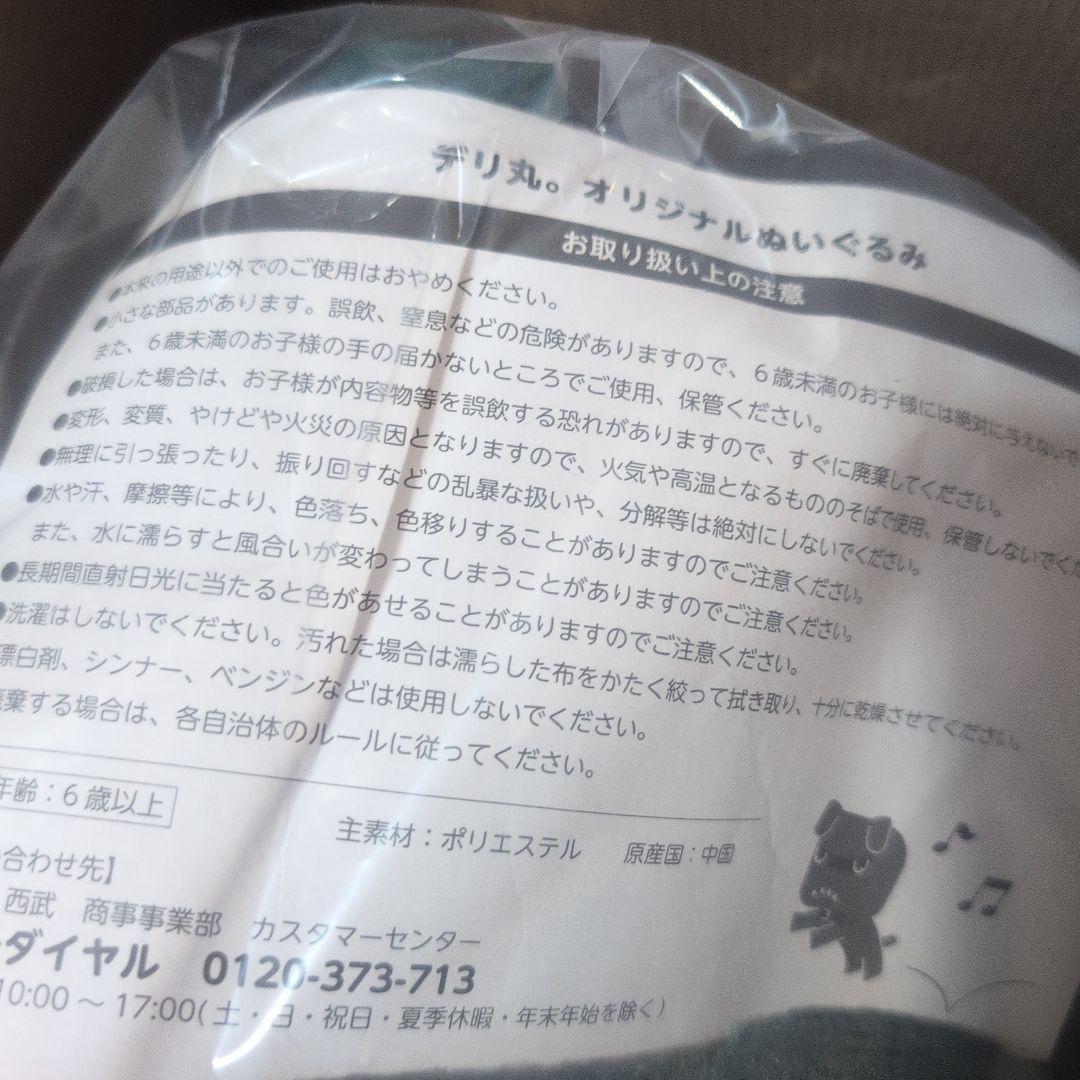 デリ丸。オリジナルぬいぐるみ
お取り扱い上の注意
●本来の用途以外でのご使用はおやめください。
●小さな部品があります。誤飲、窒息などの危険がありますので、6歳未満のお子様には絶対に与えないで
また、6歳未満のお子様の手の届かないところでご使用、保管ください。
●破損した場合は、お子様が内容物等を誤飲する恐れがありますので、すぐに廃棄してください。
●変形、変質、やけどや火災の原因となりますので、火気や高温となるもののそばで使用、保管しないでくだ
●無理に引っ張ったり、振り回すなどの乱暴な扱いや、分解等は絶対にしないでください。
●水や汗、摩擦等により、色落ち、色移りすることがありますのでご注意ください。
また、水に濡らすと風合いが変わってしまうことがありますのでご注意ください。
●長期間直射日光に当たると色があせることがありますのでご注意ください。
●洗濯はしないでください。汚れた場合は濡らした布をかたく絞って拭き取り、十分に乾燥させてください。
漂白剤、シンナー、ベンジンなどは使用しないでください。
廃棄する場合は、各自治体のルールに従ってください。
年齢：6歳以上
主素材：ポリエステル 原産国：中国
合わせ先】
西武 商事事業部 カスタマーセンター
ダイヤル 0120-373-713
10:00～17:00(土・日・祝日・夏季休暇・年末年始を除く)